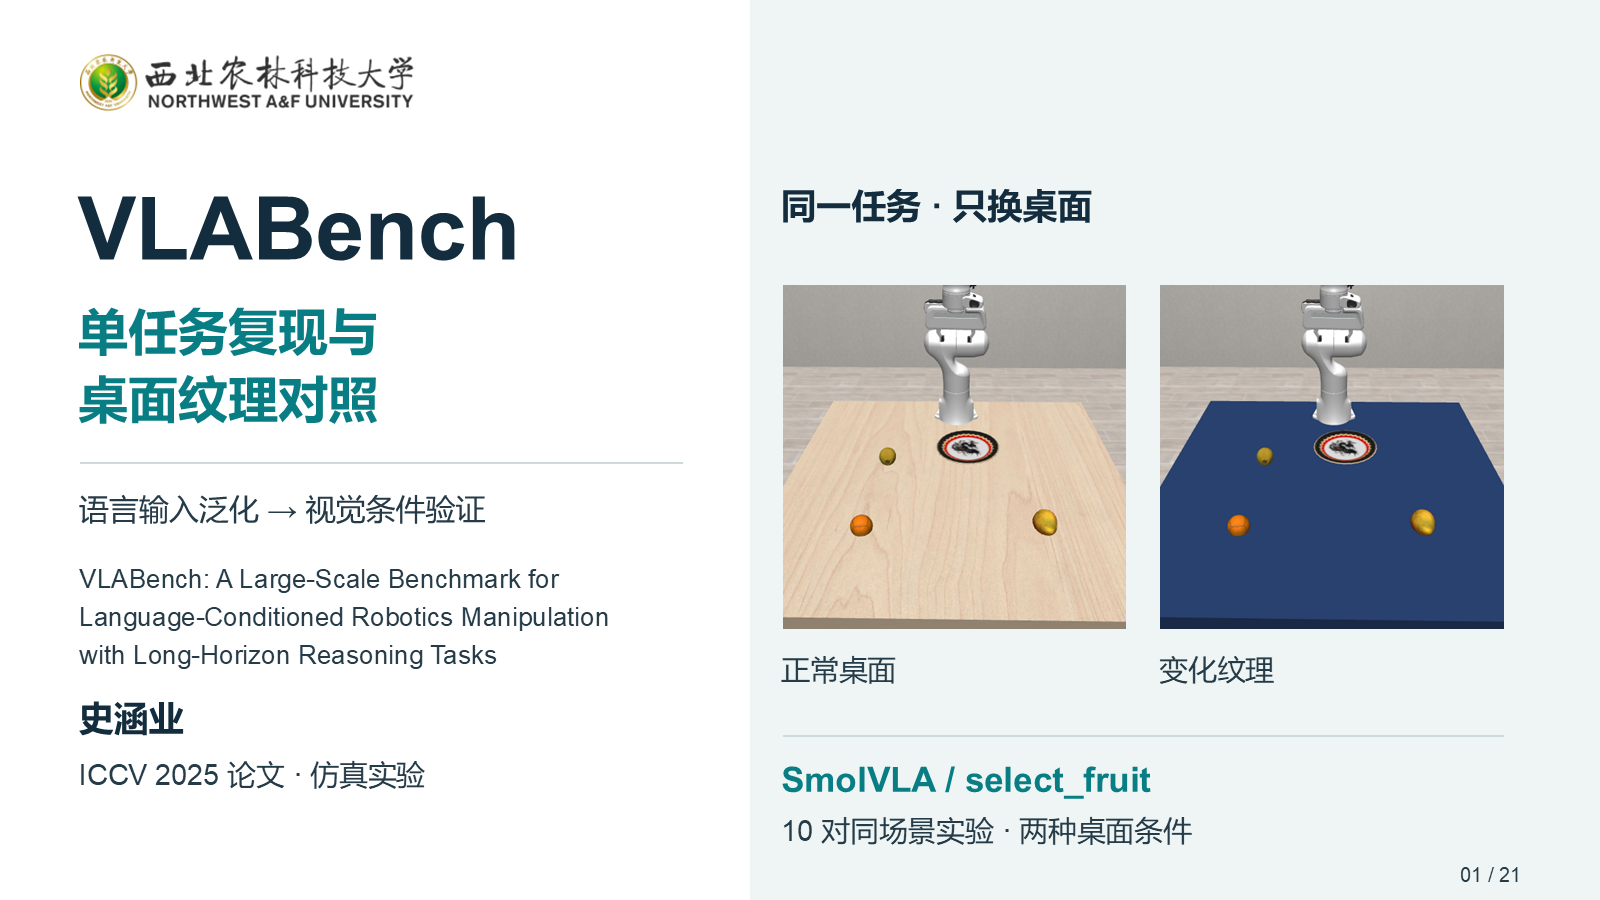 西北农林科技大学
NORTHWEST A&F UNIVERSITY
VLABench
单任务复现与
桌面纹理对照
语言输入泛化 → 视觉条件验证
VLABench: A Large-Scale Benchmark for
Language-Conditioned Robotics Manipulation
with Long-Horizon Reasoning Tasks
史涵业
ICCV 2025 论文 · 仿真实验
同一任务 · 只换桌面
正常桌面
变化纹理
SmolVLA / select_fruit
10 对同场景实验 · 两种桌面条件
01 / 21